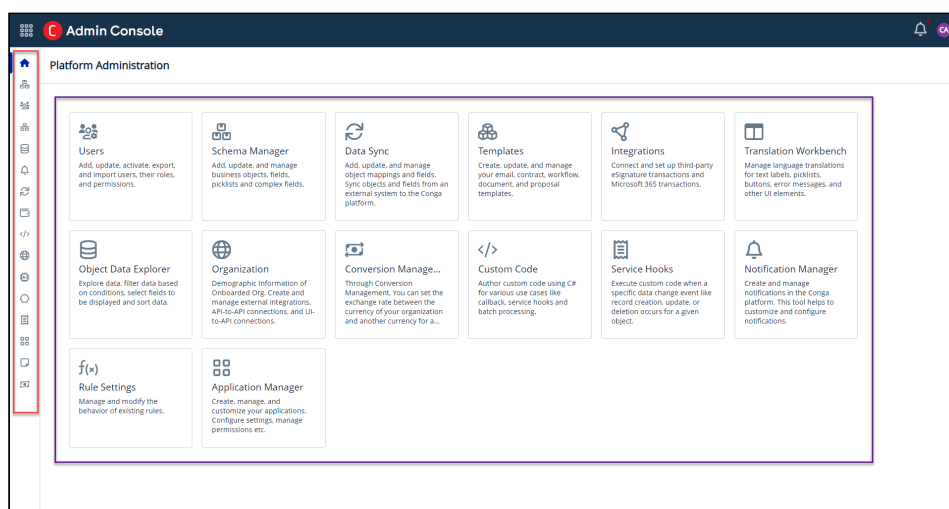 C Admin Console
CA
Platform Administration
Users
Add, update, activate, export,
and import users, their roles,
and permissions.
Schema Manager
Add, update, and manage
business objects, fields,
picklists and complex fields.
Data Sync
Add, update, and manage
object mappings and fields.
Sync objects and fields from an
external system to the Conga
platform.
Templates
Create, update, and manage
your email, contract, workflow,
document, and proposal
templates.
Integrations
Connect and set up third-party
eSignature transactions and
Microsoft 365 transactions.
Translation Workbench
Manage language translations
for text labels, picklists,
buttons, error messages, and
other UI elements.
Object Data Explorer
Explore data, filter data based
on conditions, select fields to
be displayed and sort data.
Organization
Demographic Information of
Onboarded Org. Create and
manage external integrations,
API-to-API connections, and UI-
to-API connections.
Conversion Manage...
Through Conversion
Management, You can set the
exchange rate between the
currency of your organization
and another currency for a...
</>
Custom Code
Author custom code using C#
for various use cases like
callback, service hooks and
batch processing.
Service Hooks
Execute custom code when a
specific data change event like
record creation, update, or
deletion occurs for a given
object.
Notification Manager
Create and manage
notifications in the Conga
platform. This tool helps to
customize and configure
notifications.
f(x)
Rule Settings
Manage and modify the
behavior of existing rules.
Application Manager
Create, manage, and
customize your applications.
Configure settings, manage
permissions etc.